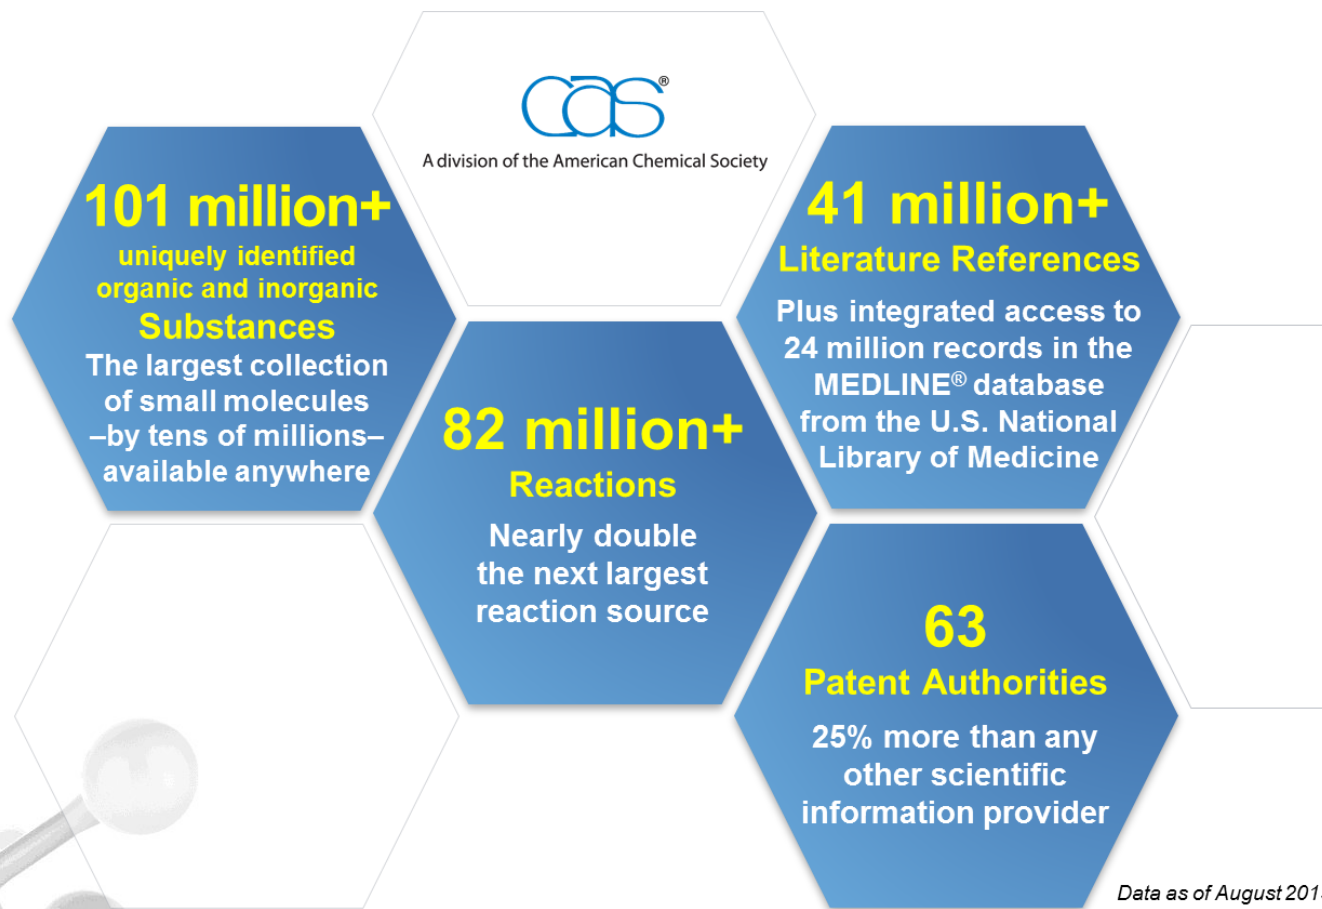 cas®
A division of the American Chemical Society
101 million+
uniquely identified
organic and inorganic
Substances
The largest collection
of small molecules
–by tens of millions–
available anywhere
82 million+
Reactions
Nearly double
the next largest
reaction source
41 million+
Literature References
Plus integrated access to
24 million records in the
MEDLINE® database
from the U.S. National
Library of Medicine
63
Patent Authorities
25% more than any
other scientific
information provider
Data as of August